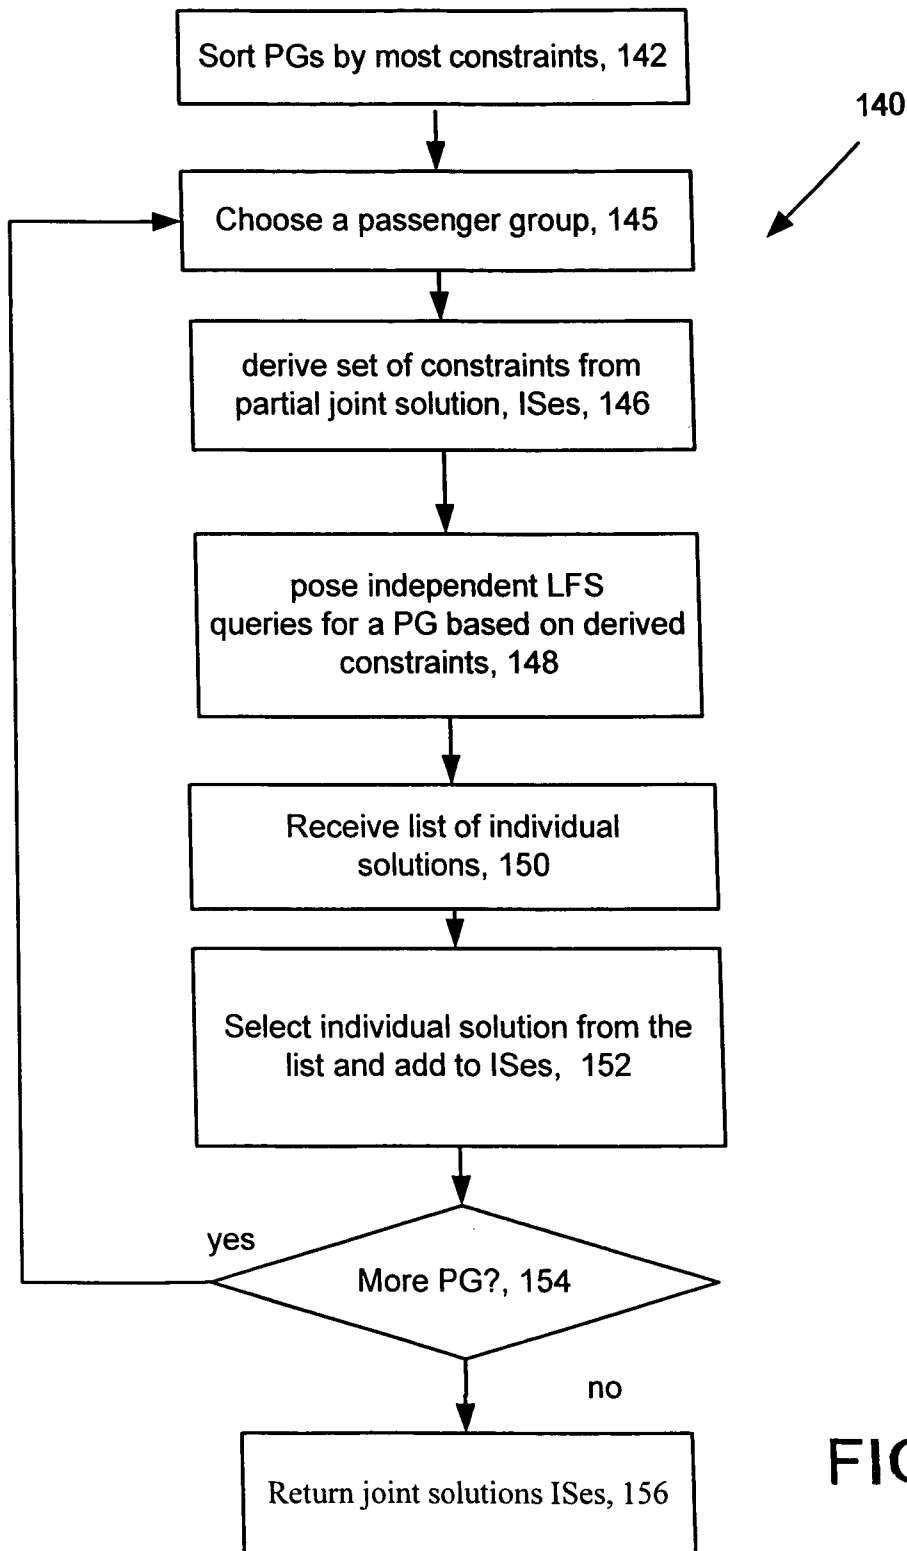 Sort PGs by most constraints, 142
140
Choose a passenger group, 145
derive set of constraints from
partial joint solution, ISes, 146
pose independent LFS
queries for a PG based on derived
constraints, 148
Receive list of individual
solutions, 150
Select individual solution from the
list and add to ISes, 152
yes
More PG?, 154
no
Return joint solutions ISes, 156